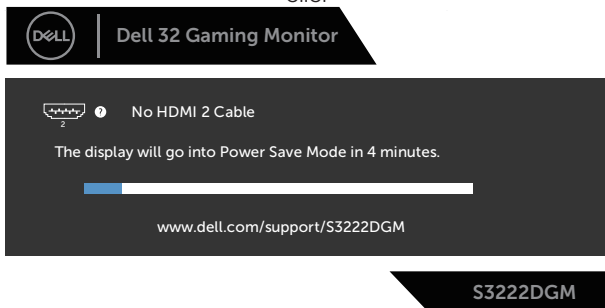 DELL
Dell 32 Gaming Monitor
2
?
No HDMI 2 Cable
The display will go into Power Save Mode in 4 minutes.
www.dell.com/support/S3222DGM
S3222DGM